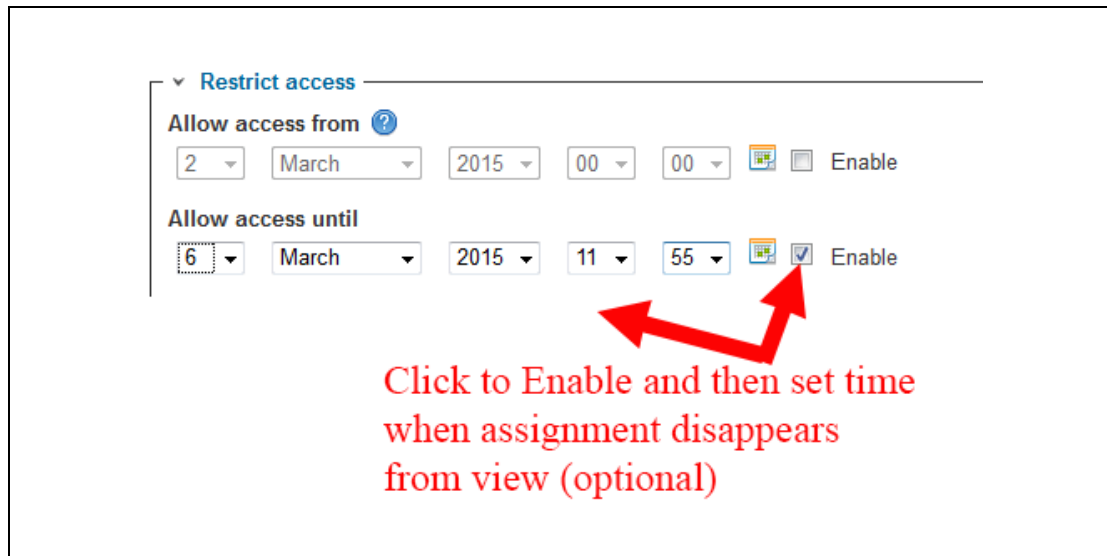 Restrict access
Allow access from ?
2 March 2015 00 00 Enable
Allow access until
6 March 2015 11 55 Enable
Click to Enable and then set time
when assignment disappears
from view (optional)